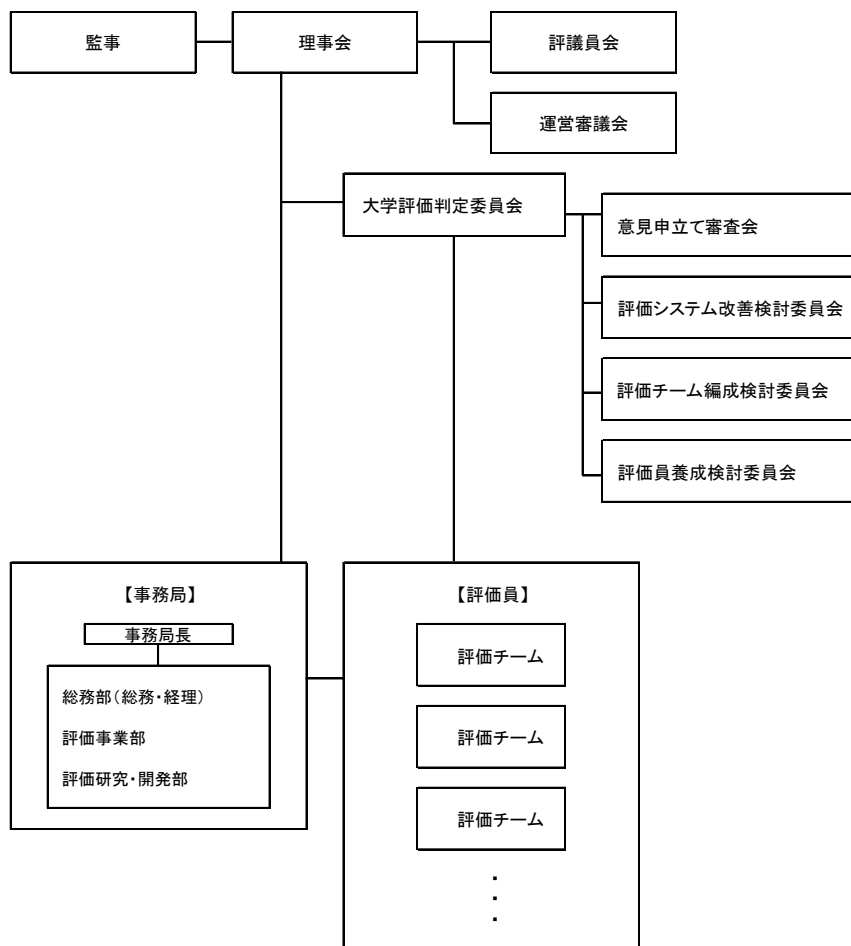 監事
理事会
評議員会
運営審議会
大学評価判定委員会
意見申立て審査会
評価システム改善検討委員会
評価チーム編成検討委員会
評価員養成検討委員会
【事務局】
事務局長
総務部(総務・経理)
評価事業部
評価研究・開発部
【評価員】
評価チーム
評価チーム
評価チーム
・
・
・